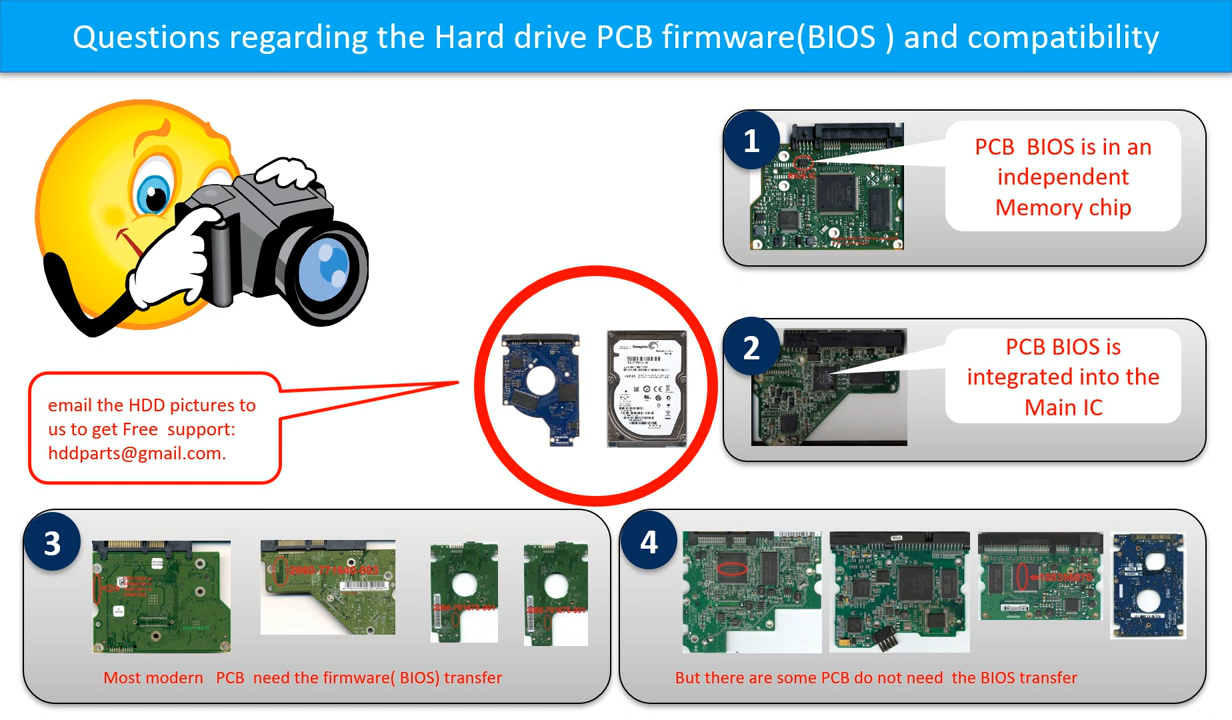 Questions regarding the Hard drive PCB firmware(BIOS ) and compatibility
1
PCB BIOS is in an
independent
Memory chip
2
PCB BIOS is
integrated into the
Main IC
Seagate
email the HDD pictures to
us to get Free support:
hddparts@gmail.com.
3
Most modern PCB need the firmware( BIOS) transfer
4
But there are some PCB do not need the BIOS transfer